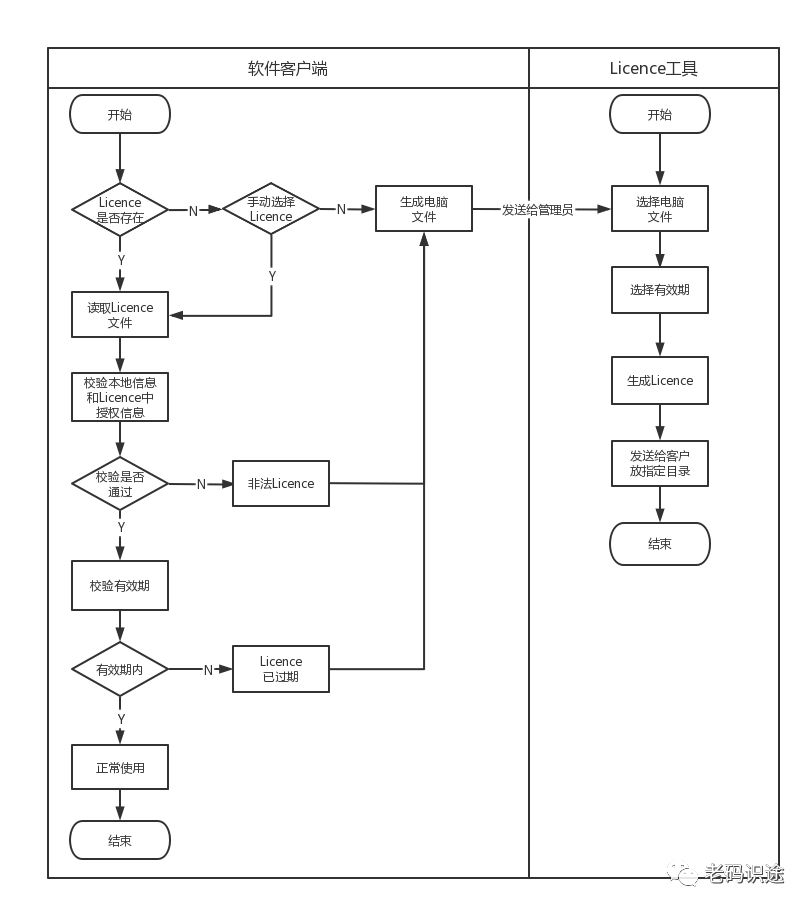 软件客户端
Licence工具
开始
Licence
是否存在
N
手动选择
Licence
N
生成电脑
文件
发送给管理员
Y
Y
读取Licence
文件
校验本地信息
和Licence中
授权信息
校验是否
通过
N
非法Licence
Y
校验有效期
有效期内
N
Licence
已过期
Y
正常使用
结束
开始
选择电脑
文件
选择有效期
生成Licence
发送给客户
放指定目录
结束
老码识途